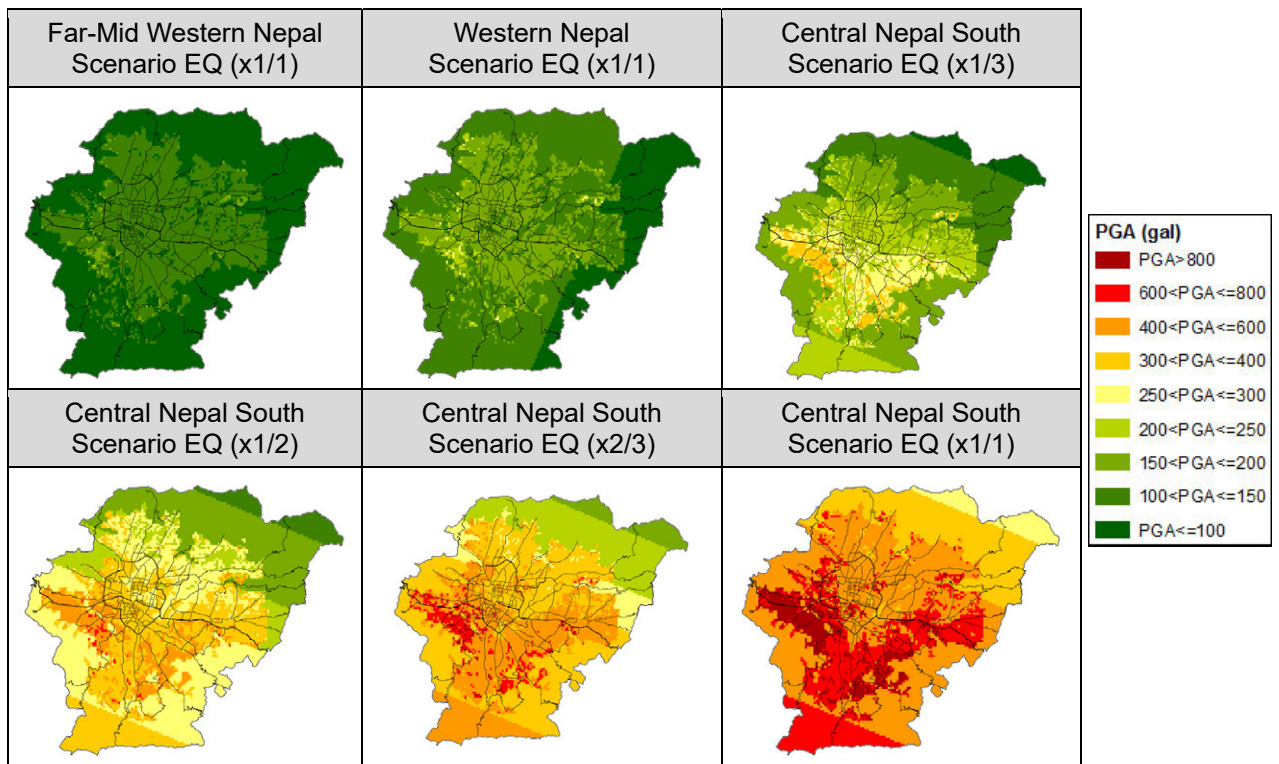 Far-Mid Western Nepal
Scenario EQ (x1/1)
Western Nepal
Scenario EQ (x1/1)
Central Nepal South
Scenario EQ (x1/3)
Central Nepal South
Scenario EQ (x1/2)
Central Nepal South
Scenario EQ (x2/3)
Central Nepal South
Scenario EQ (x1/1)
PGA (gal)
PGA>800
600<PGA<=800
400<PGA<=600
300<PGA<=400
250<PGA<=300
200<PGA<=250
150<PGA<=200
100<PGA<=150
PGA<=100